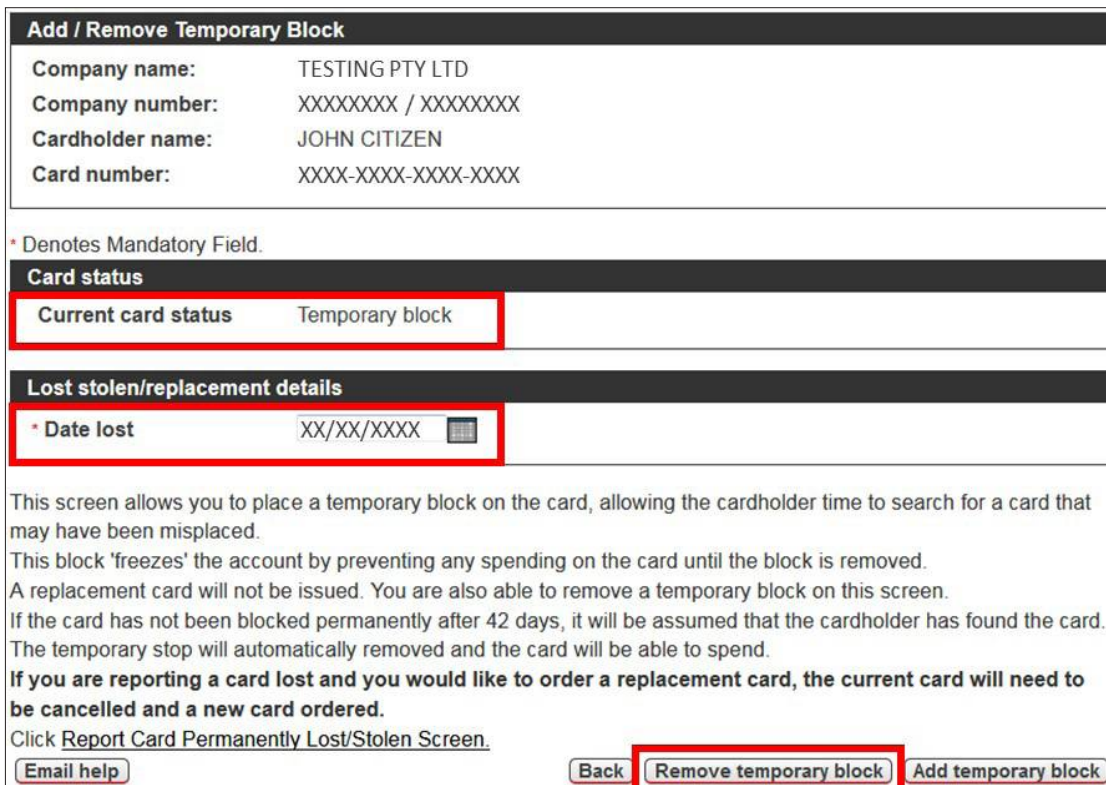 Add / Remove Temporary Block
Company name: TESTING PTY LTD
Company number: XXXXXXXX / XXXXXXXX
Cardholder name: JOHN CITIZEN
Card number: XXXX-XXXX-XXXX-XXXX
* Denotes Mandatory Field.
Card status
Current card status Temporary block
Lost stolen/replacement details
* Date lost XX/XX/XXXX
This screen allows you to place a temporary block on the card, allowing the cardholder time to search for a card that
may have been misplaced.
This block 'freezes' the account by preventing any spending on the card until the block is removed.
A replacement card will not be issued. You are also able to remove a temporary block on this screen.
If the card has not been blocked permanently after 42 days, it will be assumed that the cardholder has found the card.
The temporary stop will automatically removed and the card will be able to spend.
If you are reporting a card lost and you would like to order a replacement card, the current card will need to
be cancelled and a new card ordered.
Click Report Card Permanently Lost/Stolen Screen.
Email help Back Remove temporary block Add temporary block